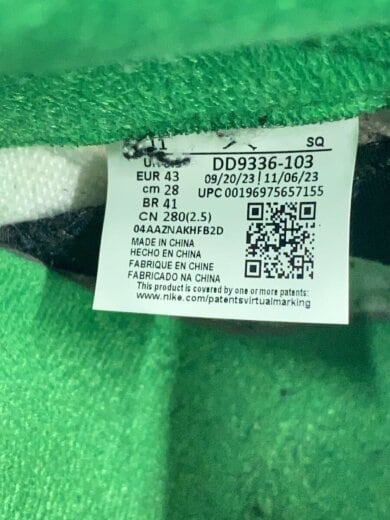 SQ
DD9336-103
EUR 43
09/20/23 | 11/06/23
cm 28
UPC 00196975657155
BR 41
CN 280(2.5)
04AAZNAKHFB2D
MADE IN CHINA
HECHO EN CHINA
FABRIQUE EN CHINE
FABRICADO NA CHINA
This product is covered by one or more patents:
www.nike.com/patentsvirtualmarking